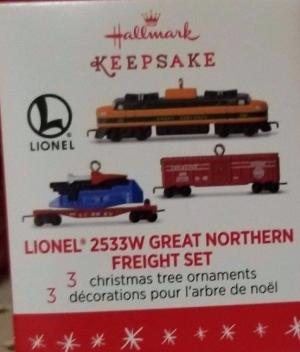 Hallmark
KEEPSAKE
L
LIONEL
LIONEL® 2533W GREAT NORTHERN
FREIGHT SET
3 christmas tree ornaments
3 décorations pour l'arbre de noël